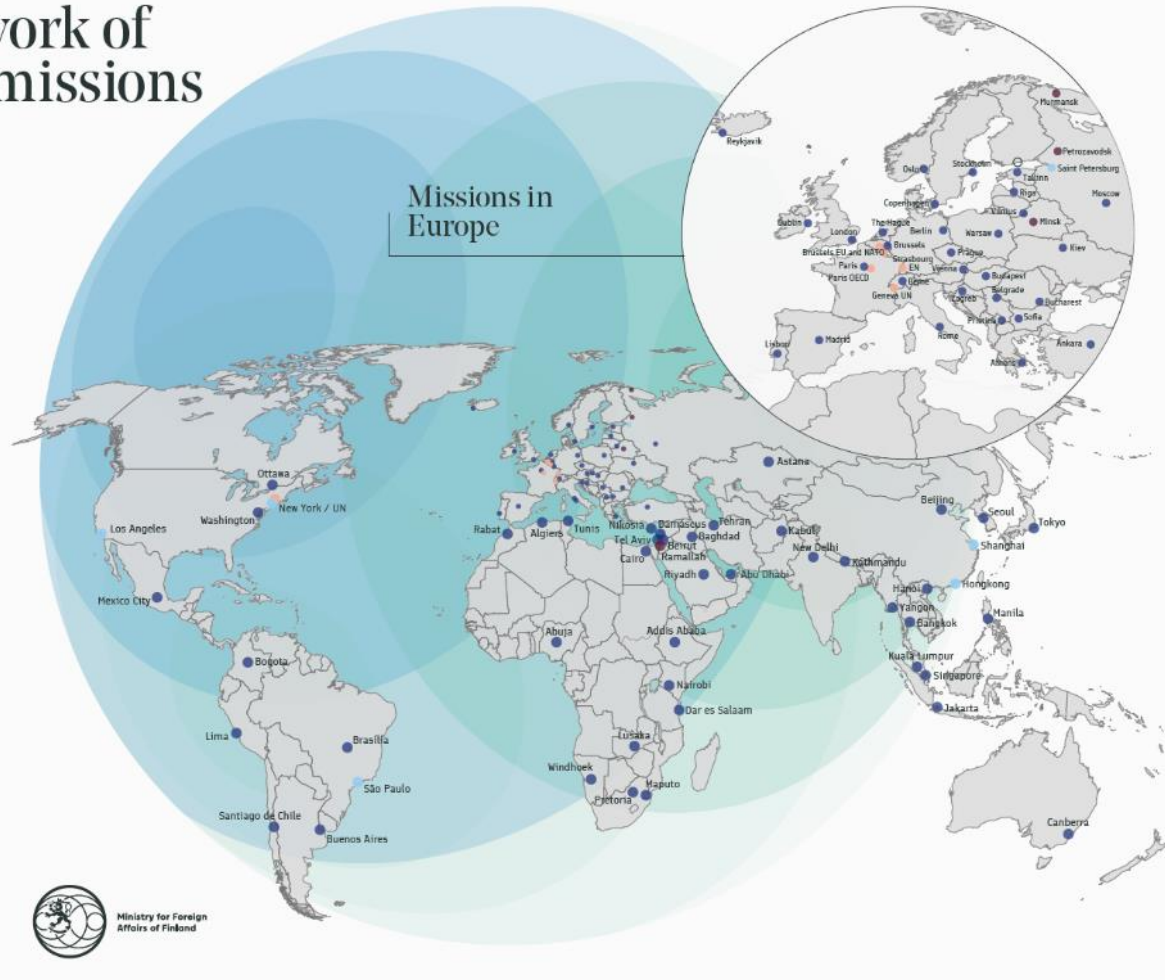 work of
missions
Missions in
Europe
Reykjavik
Murmansk
Petrozavodsk
Oslo
Stockholm
Saint Petersburg
Tallinn
Riga
Moscow
Copenhagen
Vilnius
Minsk
Dublin
London
The Hague
Berlin
Warsaw
Kiev
Brussels
Brussels EU and NATO
Prague
Strasbourg
EN
Paris
Paris OECD
Vienna
Budapest
Berne
Geneva UN
Zagreb
Belgrade
Bucharest
Pristina
Sofia
Lisbon
Madrid
Rome
Ankara
Athens
Ottawa
New York / UN
Washington
Los Angeles
Mexico City
Bogota
Lima
Brasilia
São Paulo
Santiago de Chile
Buenos Aires
Rabat
Algiers
Tunis
Nikosia
Damascus
Tehran
Tel Aviv
Beirut
Baghdad
Cairo
Ramallah
Riyadh
Abu Dhabi
Astana
Kabul
New Delhi
Kathmandu
Beijing
Seoul
Tokyo
Shanghai
Hongkong
Hanoi
Yangon
Bangkok
Manila
Kuala Lumpur
Singapore
Jakarta
Abuja
Addis Ababa
Nairobi
Dar es Salaam
Lusaka
Windhoek
Maputo
Pretoria
Canberra
Ministry for Foreign
Affairs of Finland